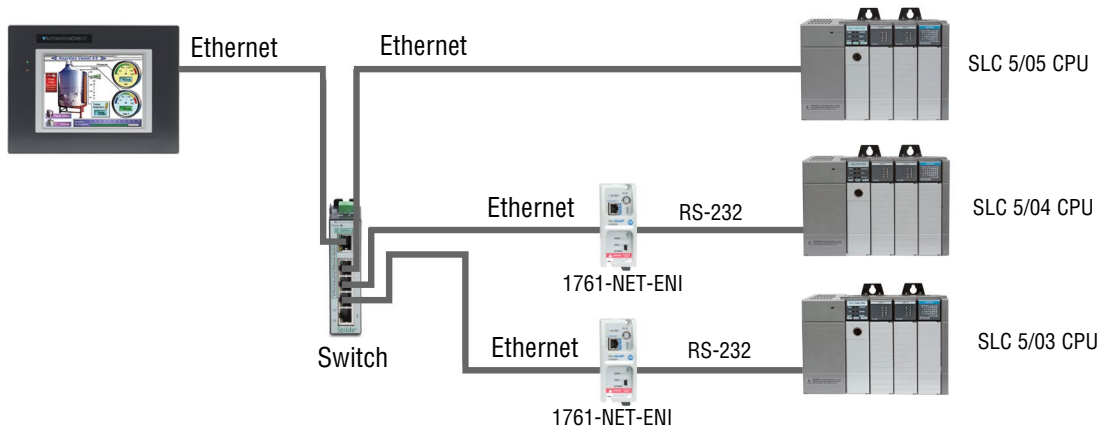 Ethernet
Ethernet
SLC 5/05 CPU
Ethernet
RS-232
SLC 5/04 CPU
1761-NET-ENI
Stride
Switch
Ethernet
RS-232
SLC 5/03 CPU
1761-NET-ENI